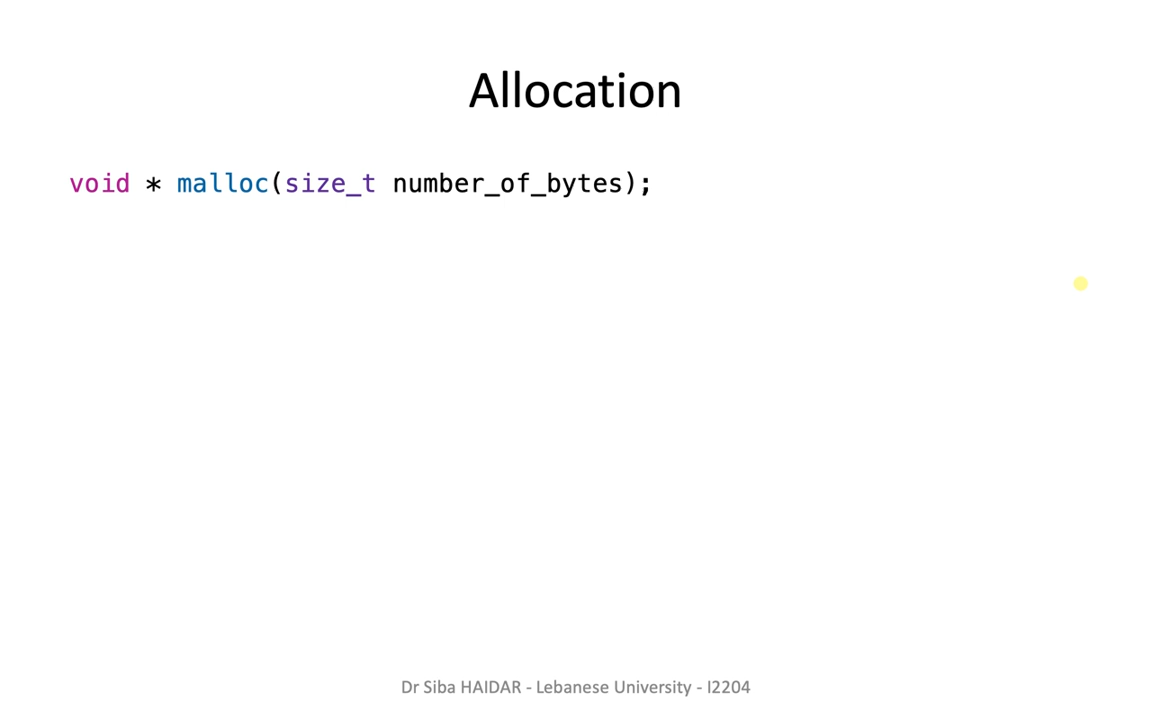 Allocation
void * malloc(size_t number_of_bytes);
Dr Siba HAIDAR - Lebanese University - I2204